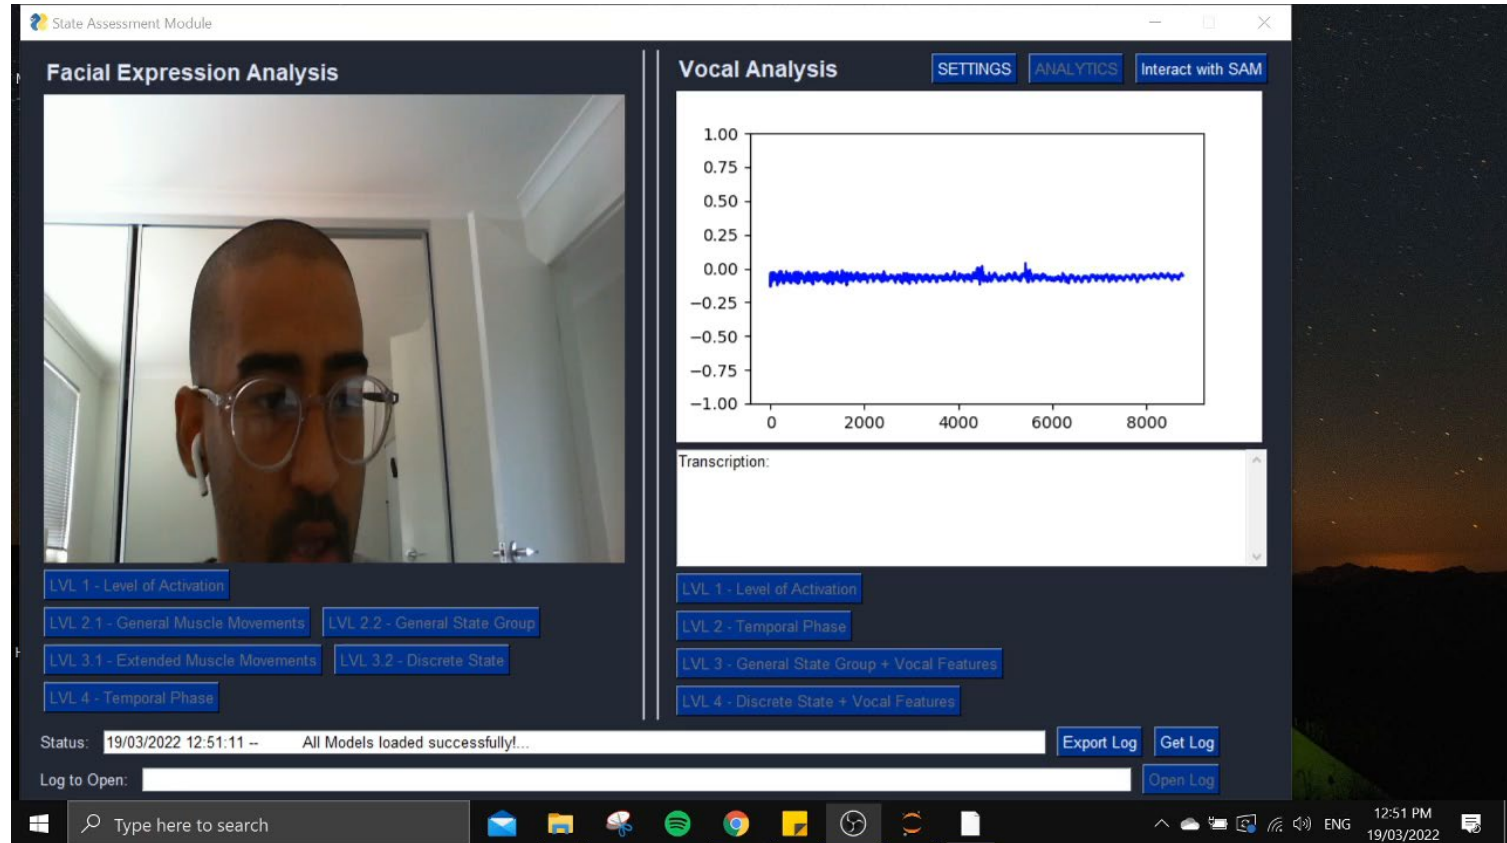 State Assessment Module
Facial Expression Analysis
Vocal Analysis
SETTINGS
ANALYTICS
Interact with SAM
1.00
0.75
0.50
0.25
0.00
−0.25
−0.50
−0.75
−1.00
0 2000 4000 6000 8000
Transcription:
LVL 1 - Level of Activation
LVL 2.1 - General Muscle Movements
LVL 2.2 - General State Group
LVL 3.1 - Extended Muscle Movements
LVL 3.2 - Discrete State
LVL 4 - Temporal Phase
LVL 1 - Level of Activation
LVL 2 - Temporal Phase
LVL 3 - General State Group + Vocal Features
LVL 4 - Discrete State + Vocal Features
Status: 19/03/2022 12:51:11 -- All Models loaded successfully!...
Export Log
Get Log
Log to Open:
Open Log
Type here to search
ENG
12:51 PM
19/03/2022